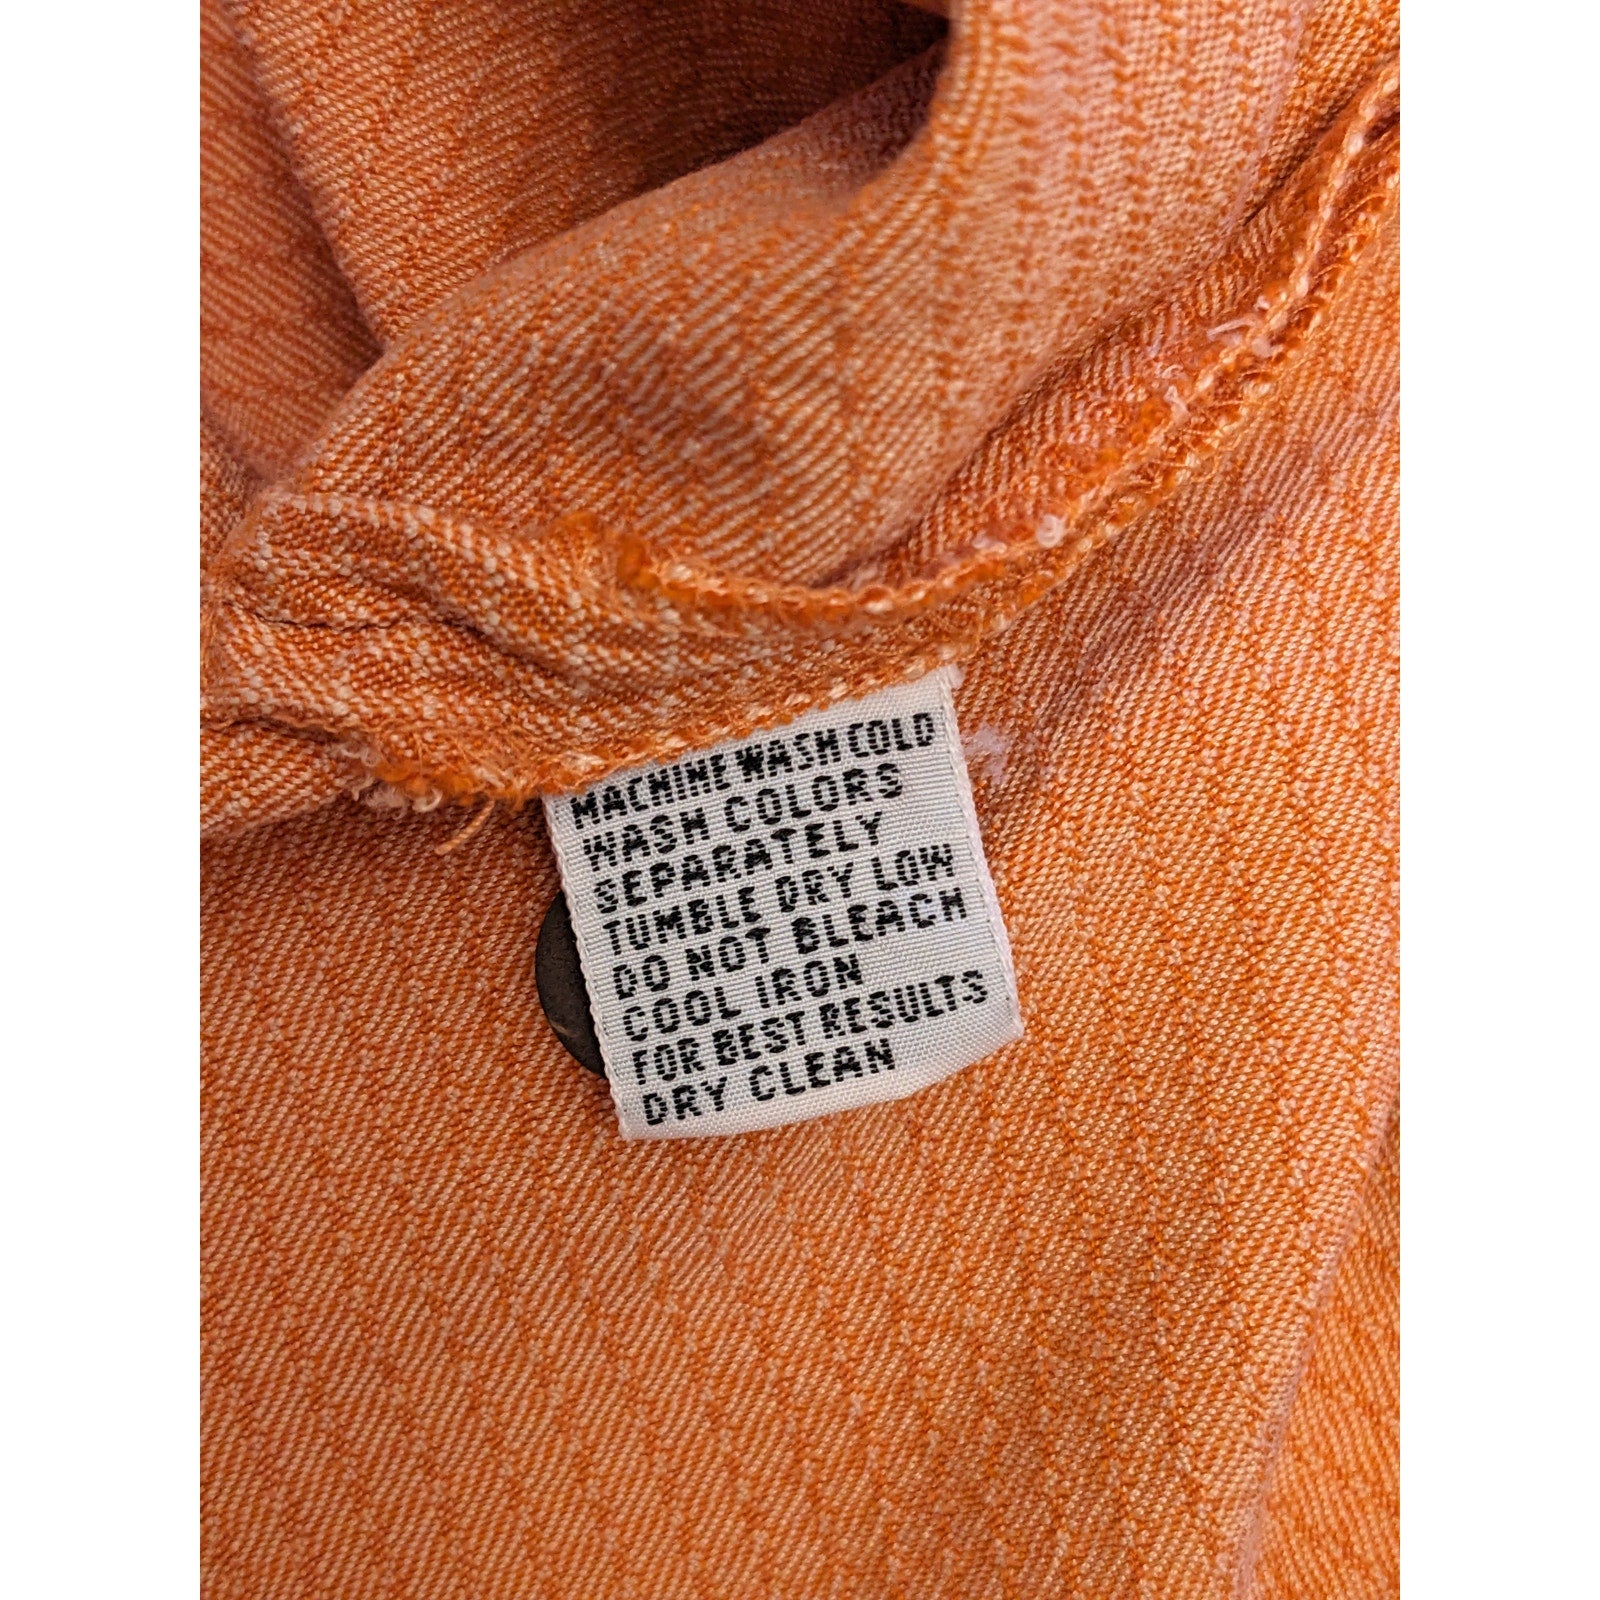 MACHINE WASH COLD
WASH COLORS
SEPARATELY
TUMBLE DRY LOW
DO NOT BLEACH
COOL IRON
FOR BEST RESULTS
DRY CLEAN